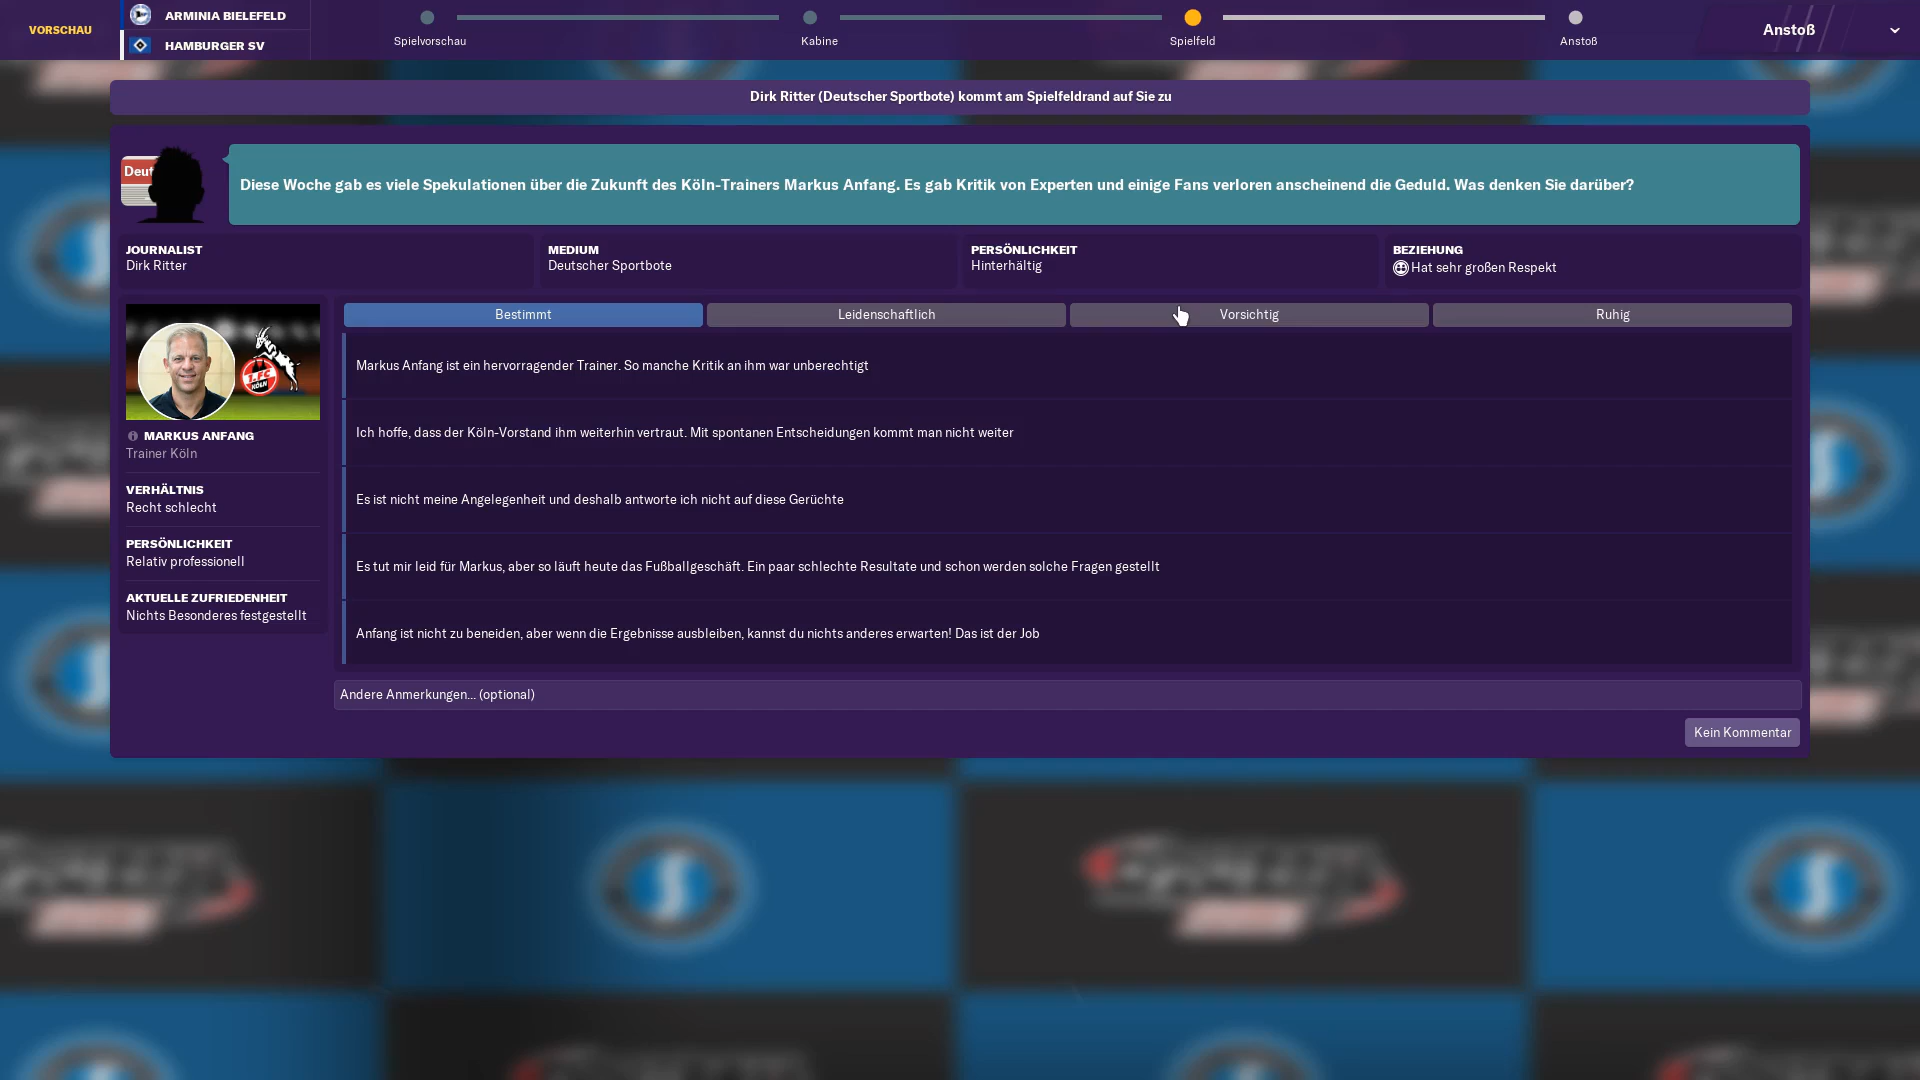 VORSCHAU
ARMINIA BIELEFELD
HAMBURGER SV
Spielvorschau
Kabine
Spielfeld
Anstoß
Anstoß
Dirk Ritter (Deutscher Sportbote) kommt am Spielfeldrand auf Sie zu
Deut
Diese Woche gab es viele Spekulationen über die Zukunft des Köln-Trainers Markus Anfang. Es gab Kritik von Experten und einige Fans verloren anscheinend die Geduld. Was denken Sie darüber?
JOURNALIST
Dirk Ritter
MEDIUM
Deutscher Sportbote
PERSÖNLICHKEIT
Hinterhältig
BEZIEHUNG
Hat sehr großen Respekt
1.FC
KÖLN
MARKUS ANFANG
Trainer Köln
VERHÄLTNIS
Recht schlecht
PERSÖNLICHKEIT
Relativ professionell
AKTUELLE ZUFRIEDENHEIT
Nichts Besonderes festgestellt
Bestimmt
Leidenschaftlich
Vorsichtig
Ruhig
Markus Anfang ist ein hervorragender Trainer. So manche Kritik an ihm war unberechtigt
Ich hoffe, dass der Köln-Vorstand ihm weiterhin vertraut. Mit spontanen Entscheidungen kommt man nicht weiter
Es ist nicht meine Angelegenheit und deshalb antworte ich nicht auf diese Gerüchte
Es tut mir leid für Markus, aber so läuft heute das Fußballgeschäft. Ein paar schlechte Resultate und schon werden solche Fragen gestellt
Anfang ist nicht zu beneiden, aber wenn die Ergebnisse ausbleiben, kannst du nichts anderes erwarten! Das ist der Job
Andere Anmerkungen... (optional)
Kein Kommentar